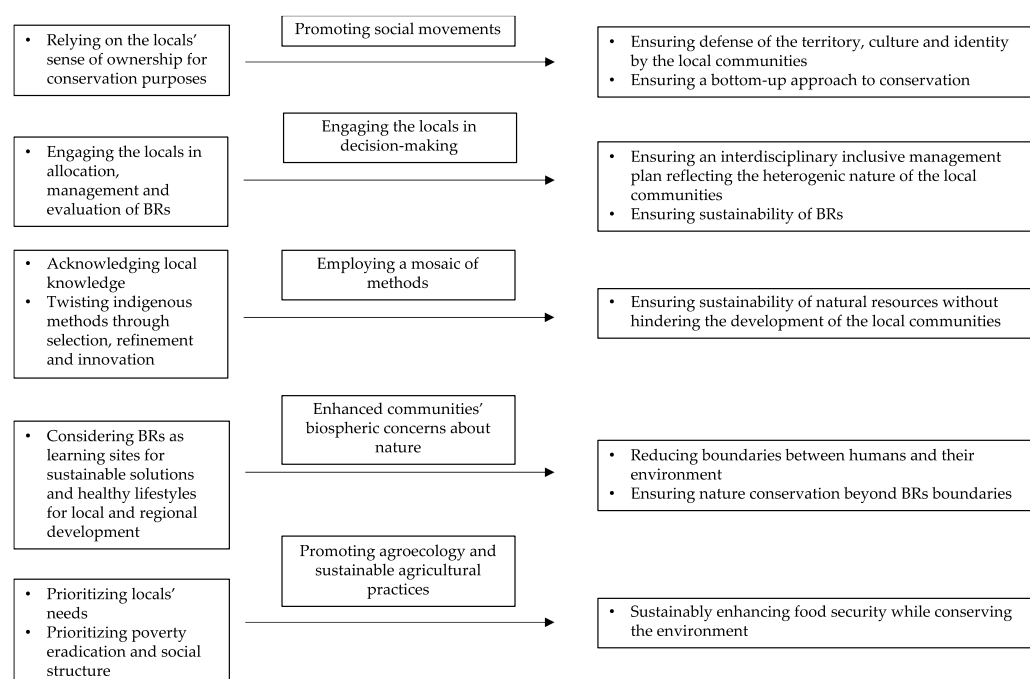 • Relying on the locals’
sense of ownership for
conservation purposes
Promoting social movements
• Ensuring defense of the territory, culture and identity
by the local communities
• Ensuring a bottom-up approach to conservation
• Engaging the locals in
allocation,
management and
evaluation of BRs
Engaging the locals in
decision-making
• Ensuring an interdisciplinary inclusive management
plan reflecting the heterogenic nature of the local
communities
• Ensuring sustainability of BRs
• Acknowledging local
knowledge
• Twisting indigenous
methods through
selection, refinement
and innovation
Employing a mosaic of
methods
• Ensuring sustainability of natural resources without
hindering the development of the local communities
• Considering BRs as
learning sites for
sustainable solutions
and healthy lifestyles
for local and regional
development
Enhanced communities’
biospheric concerns about
nature
• Reducing boundaries between humans and their
environment
• Ensuring nature conservation beyond BRs boundaries
• Prioritizing locals’
needs
• Prioritizing poverty
eradication and social
structure
Promoting agroecology and
sustainable agricultural
practices
• Sustainably enhancing food security while conserving
the environment